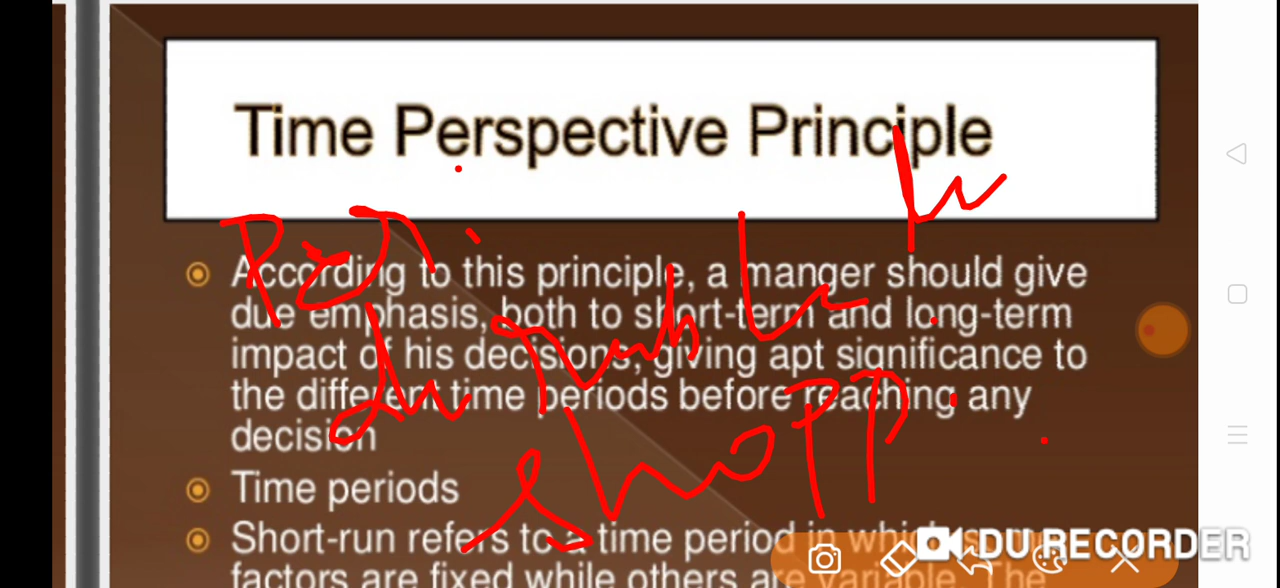 Time Perspective Principle
According to this principle, a manger should give
due emphasis, both to short-term and long-term
impact of his decisions, giving apt significance to
the different time periods before reaching any
decision
Time periods
Short-run refers to a time period in which some
factors are fixed while others are variable. The
shopp
DU RECORDER